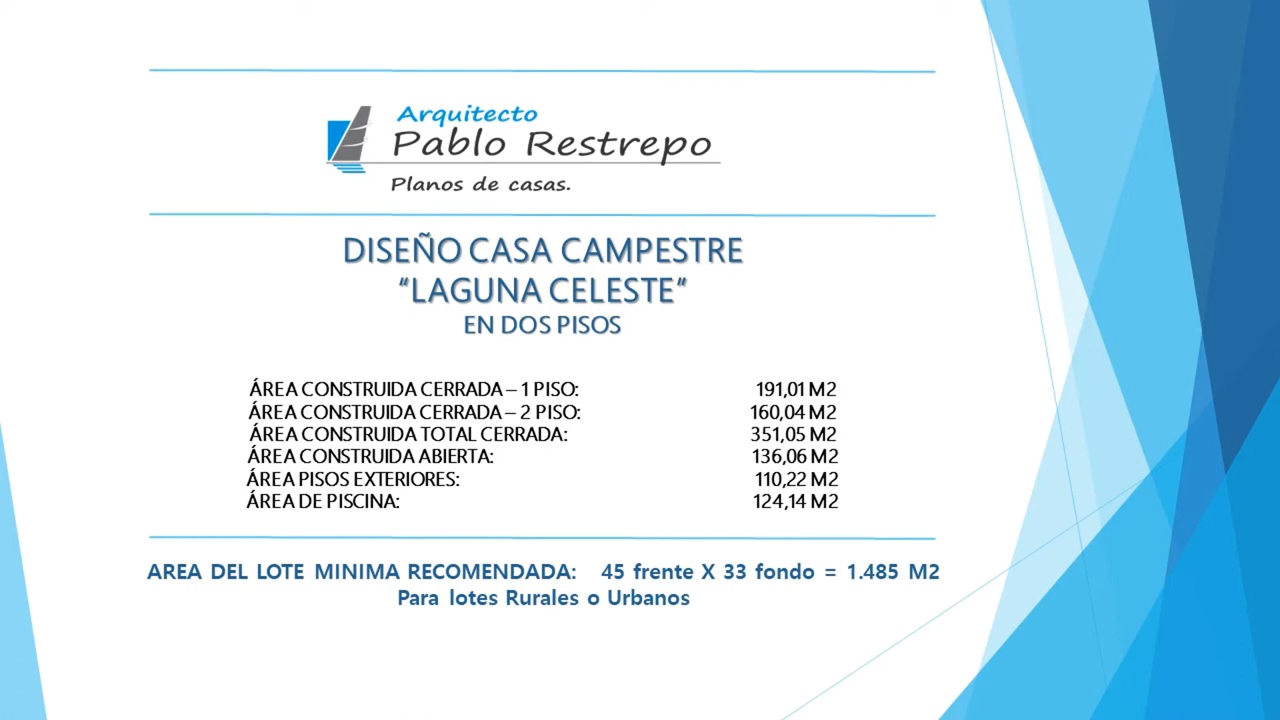 Arquitecto
Pablo Restrepo
Planos de casas.
DISEÑO CASA CAMPESTRE
“LAGUNA CELESTE”
EN DOS PISOS
ÁREA CONSTRUIDA CERRADA – 1 PISO: 191,01 M2
ÁREA CONSTRUIDA CERRADA – 2 PISO: 160,04 M2
ÁREA CONSTRUIDA TOTAL CERRADA: 351,05 M2
ÁREA CONSTRUIDA ABIERTA: 136,06 M2
ÁREA PISOS EXTERIORES: 110,22 M2
ÁREA DE PISCINA: 124,14 M2
AREA DEL LOTE MINIMA RECOMENDADA: 45 frente X 33 fondo = 1.485 M2
Para lotes Rurales o Urbanos